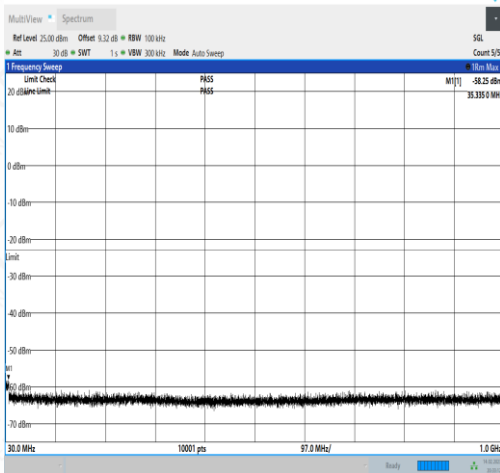 MultiView Spectrum
Ref Level 25.00 dBm Offset 9.32 dB RBW 100 kHz SGL
Att 30 dB SWT 1 s VBW 300 kHz Mode Auto Sweep Count 5/5
1 Frequency Sweep 1Rm Max
Limit Check PASS M1[1] -58.25 dBm
20 dBm Line Limit PASS 35.335 0 MH
10 dBm
0 dBm
-10 dBm
-20 dBm
Limit
-30 dBm
-40 dBm
-50 dBm
M1
-60 dBm
-70 dBm
30.0 MHz 10001 pts 97.0 MHz/ 1.0 GHz
Ready